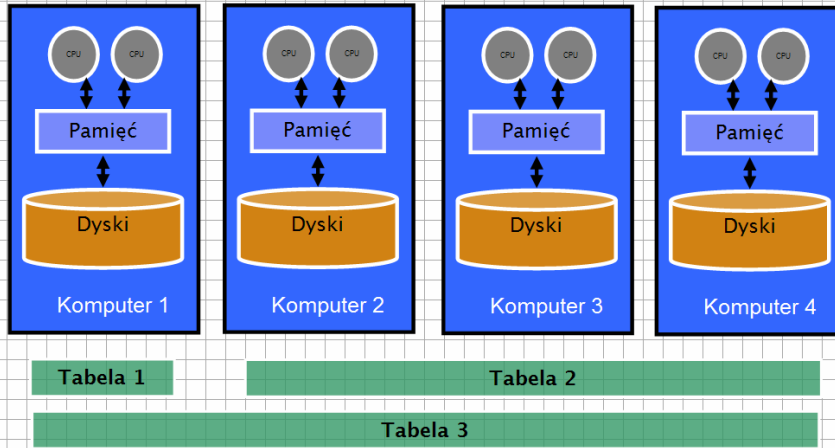 CPU CPU
Pamięć
Dyski
Komputer 1
CPU CPU
Pamięć
Dyski
Komputer 2
CPU CPU
Pamięć
Dyski
Komputer 3
CPU CPU
Pamięć
Dyski
Komputer 4
Tabela 1
Tabela 2
Tabela 3